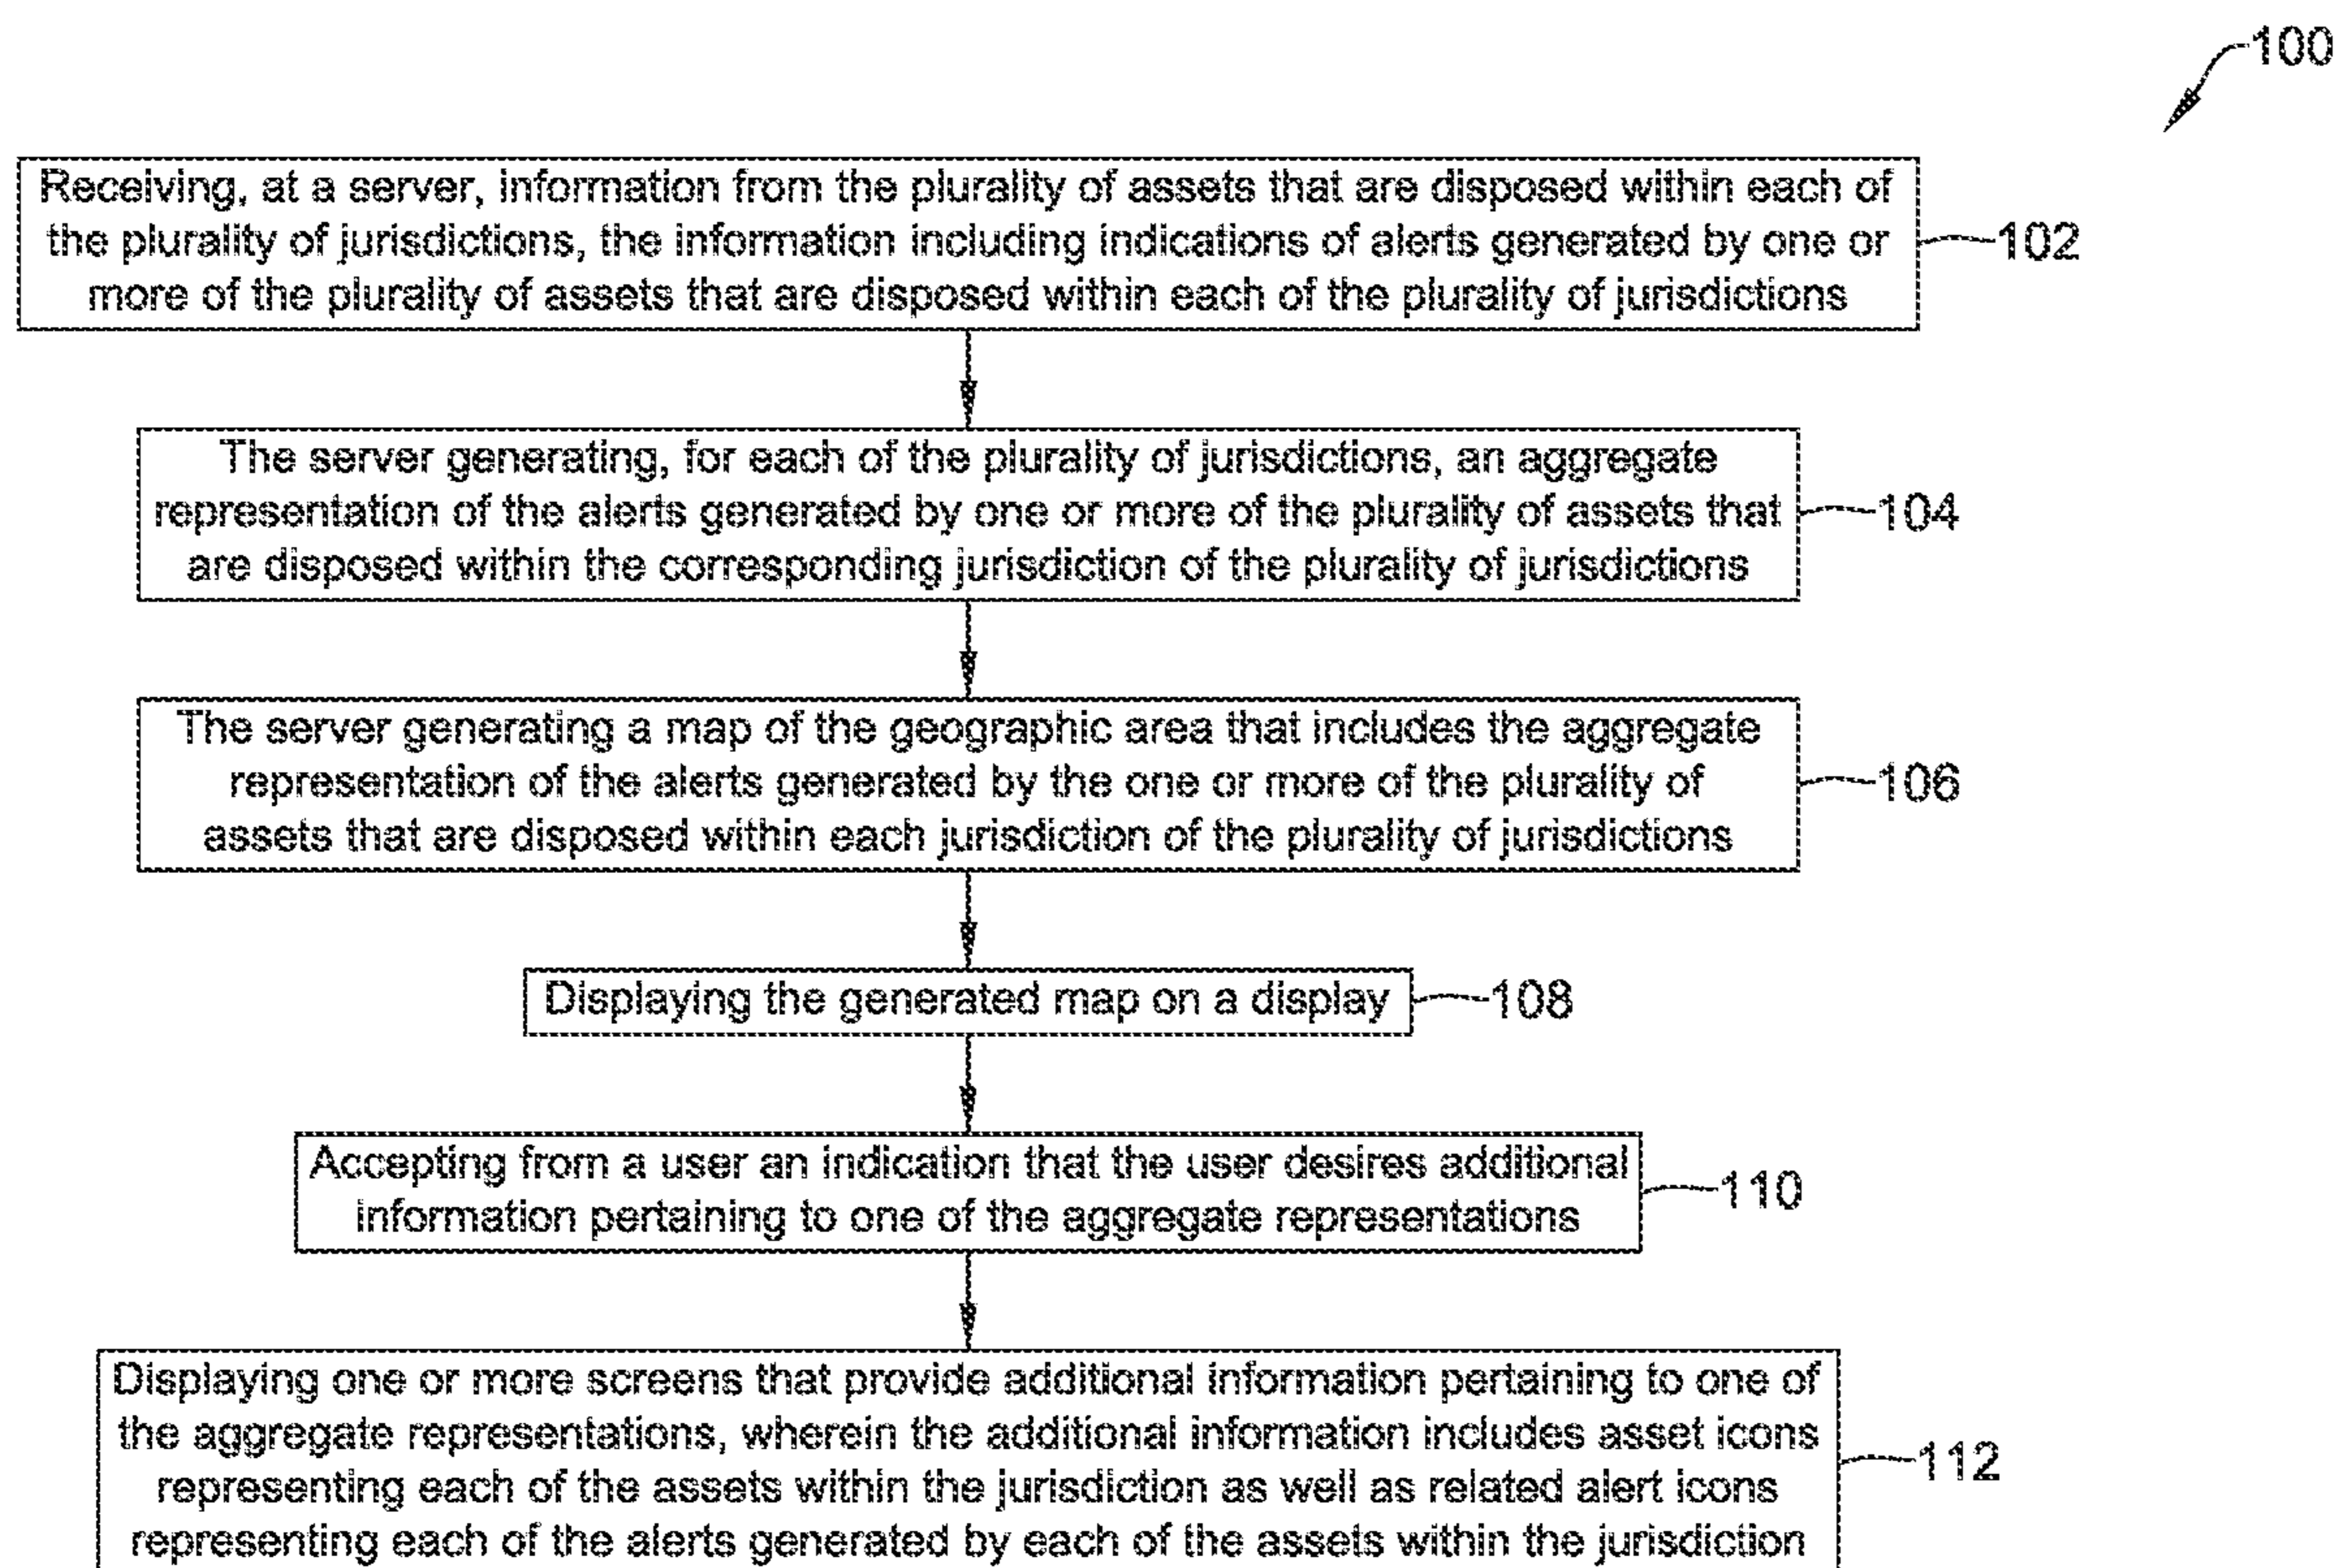 100
Receiving, at a server, information from the plurality of assets that are disposed within each of
the plurality of jurisdictions, the information including indications of alerts generated by one or
more of the plurality of assets that are disposed within each of the plurality of jurisdictions
102
The server generating, for each of the plurality of jurisdictions, an aggregate
representation of the alerts generated by one or more of the plurality of assets that
are disposed within the corresponding jurisdiction of the plurality of jurisdictions
104
The server generating a map of the geographic area that includes the aggregate
representation of the alerts generated by the one or more of the plurality of
assets that are disposed within each jurisdiction of the plurality of jurisdictions
106
Displaying the generated map on a display
108
Accepting from a user an indication that the user desires additional
information pertaining to one of the aggregate representations
110
Displaying one or more screens that provide additional information pertaining to one of
the aggregate representations, wherein the additional information includes asset icons
representing each of the assets within the jurisdiction as well as related alert icons
representing each of the alerts generated by each of the assets within the jurisdiction
112